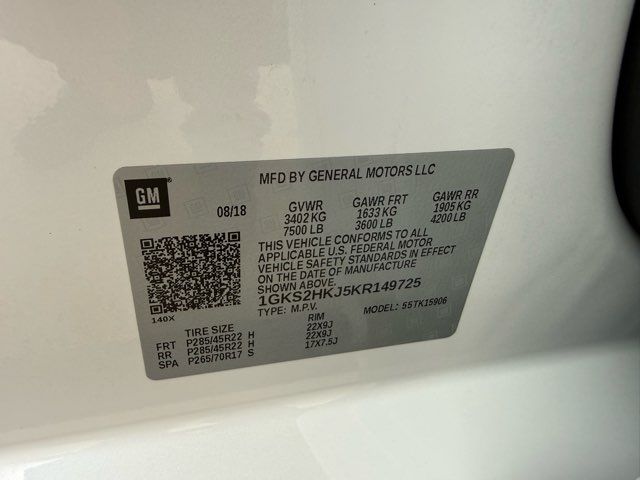 GM
MFD BY GENERAL MOTORS LLC
08/18
GVWR GAWR FRT GAWR RR
3402 KG 1633 KG 1905 KG
7500 LB 3600 LB 4200 LB
THIS VEHICLE CONFORMS TO ALL
APPLICABLE U.S. FEDERAL MOTOR
VEHICLE SAFETY STANDARDS IN EFFECT
ON THE DATE OF MANUFACTURE
1GKS2HKJ5KR149725
TYPE: M.P.V. MODEL: 55TK15906
140X
TIRE SIZE RIM
FRT P285/45R22 H 22X9J
RR P285/45R22 H 22X9J
SPA P265/70R17 S 17X7.5J